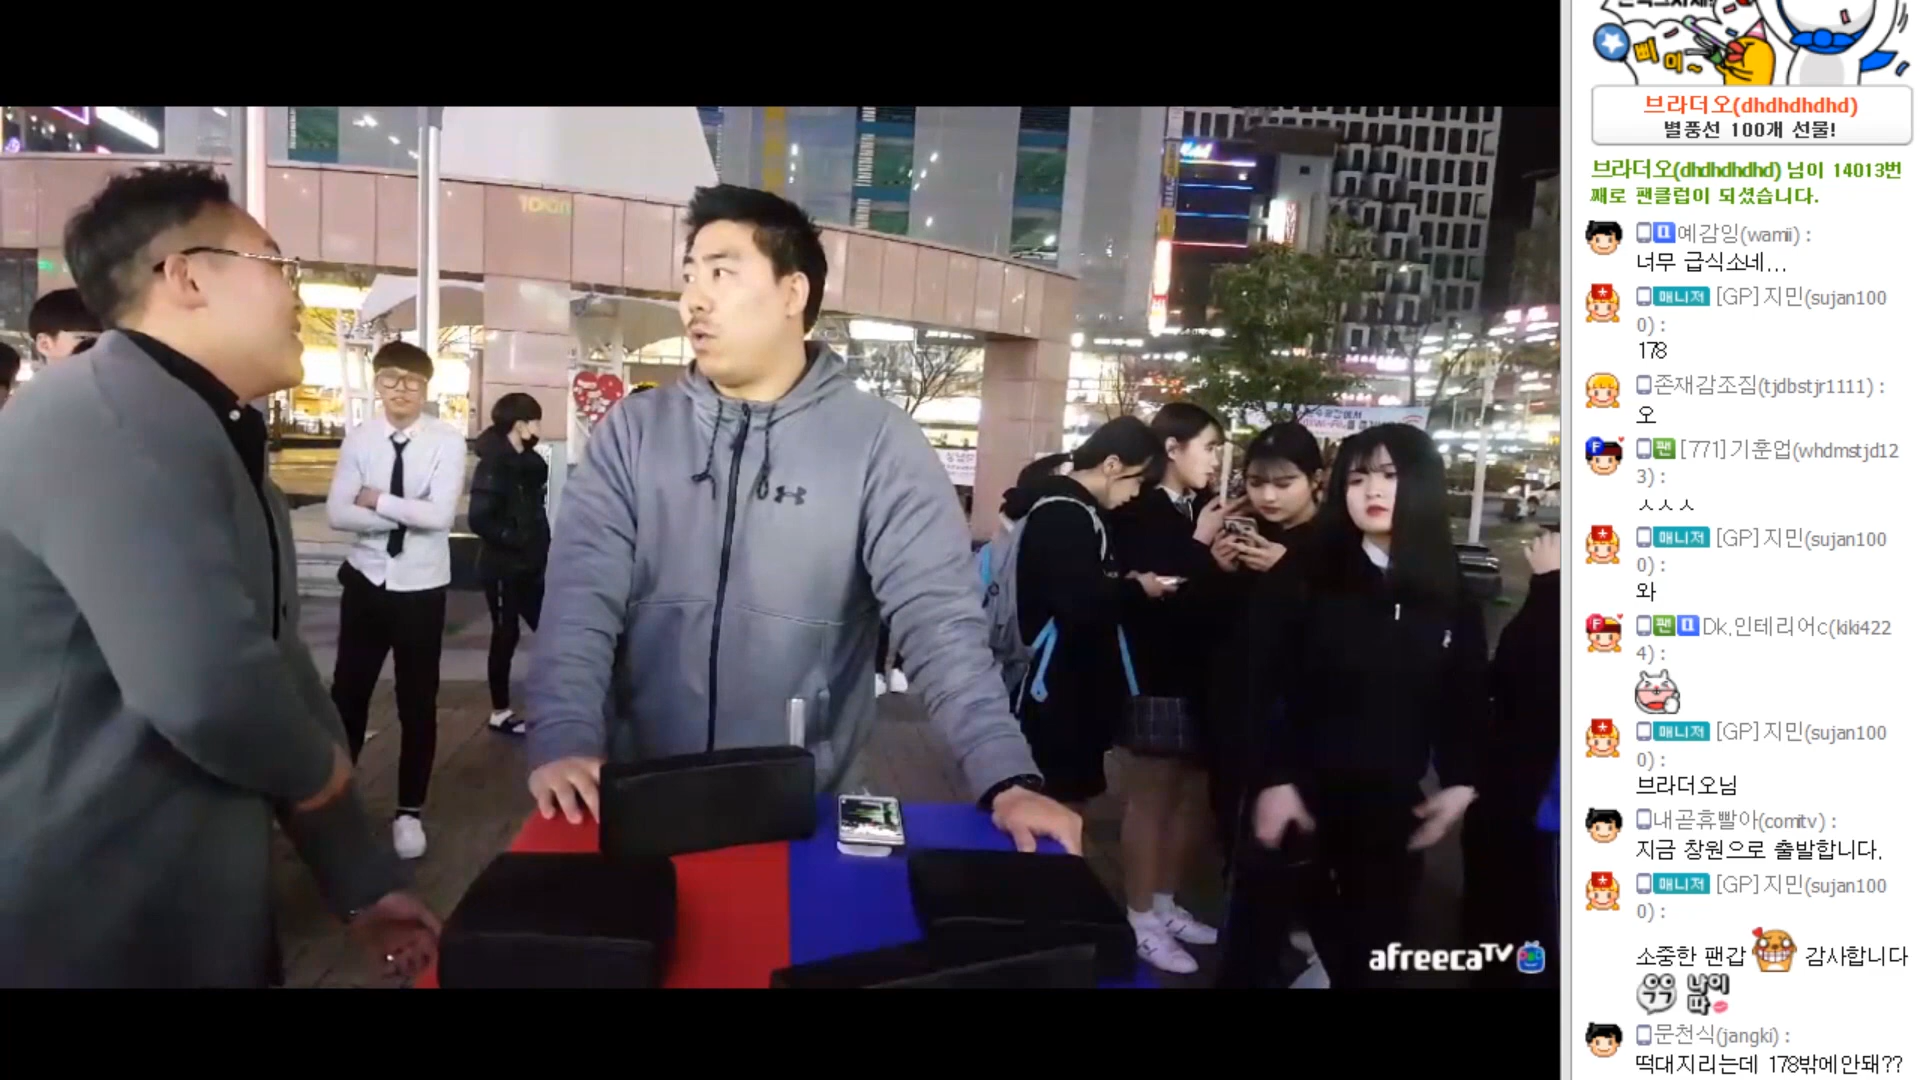 삐
미~
브라더오(dhdhdhdhd)
별풍선 100개 선물!
브라더오(dhdhdhdhd) 님이 14013번
째로 팬클럽이 되셨습니다.
예감잉(wamii) :
너무 급식소네...
매니저 [GP]지민(sujan100
0) :
178
존재감조짐(tjdbstjr1111) :
오
팬 [771]기훈업(whdmstjd12
3) :
ㅅㅅㅅ
매니저 [GP]지민(sujan100
0) :
와
팬 Dk.인테리어c(kiki422
4) :
매니저 [GP]지민(sujan100
0) :
브라더오님
내곧휴빨아(comitv) :
지금 창원으로 출발합니다.
매니저 [GP]지민(sujan100
0) :
소중한 팬갑 감사합니다
ㄱㄱ
문천식(jangki) :
떡대지리는데 178밖에안돼??
afreecaTV